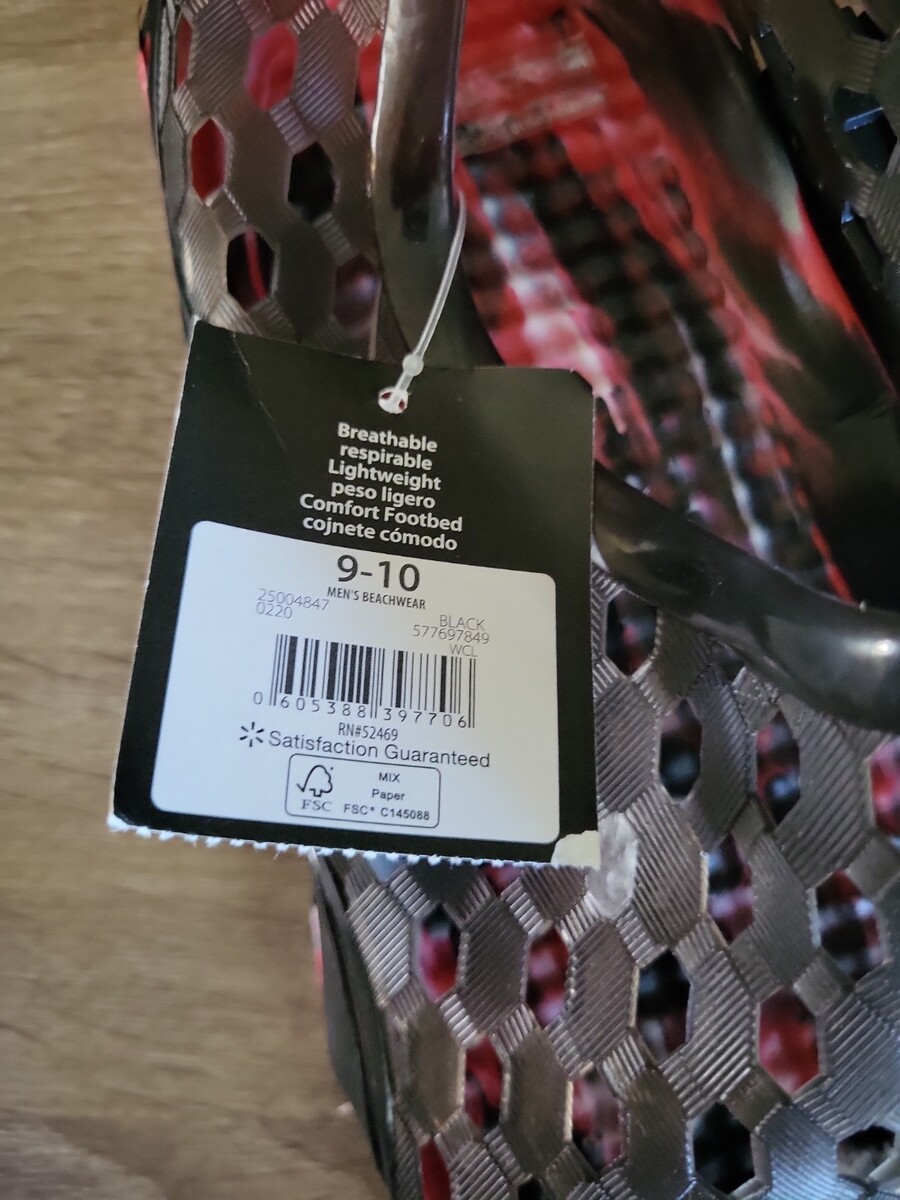 Breathable
respirable
Lightweight
peso ligero
Comfort Footbed
cojnete cómodo
9-10
MEN'S BEACHWEAR
25004847
0220
BLACK
577697849
WCL
0 605388 397706
RN#52469
Satisfaction Guaranteed
FSC
MIX
Paper
FSC® C145088